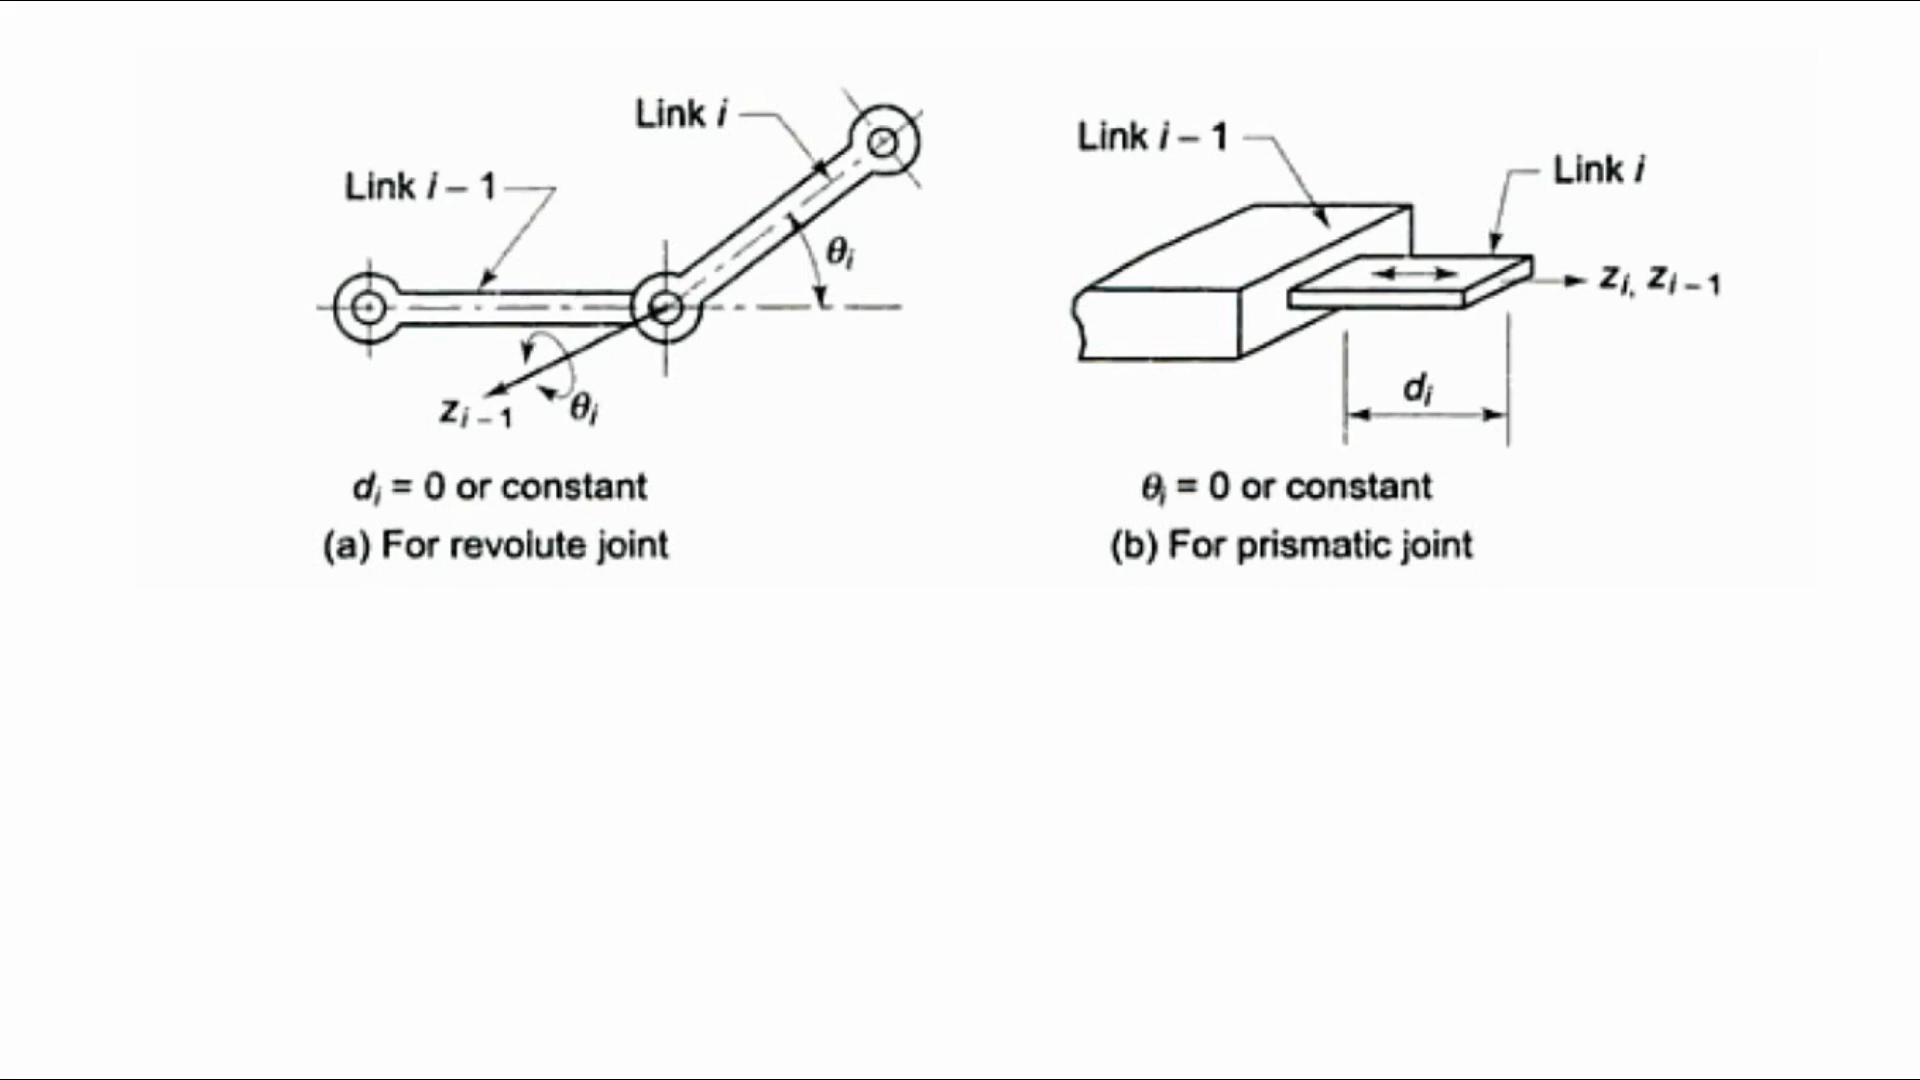 Link i
Link i – 1
θi
zi – 1
θi
di = 0 or constant
(a) For revolute joint
Link i – 1
Link i
zi, zi – 1
di
θi = 0 or constant
(b) For prismatic joint